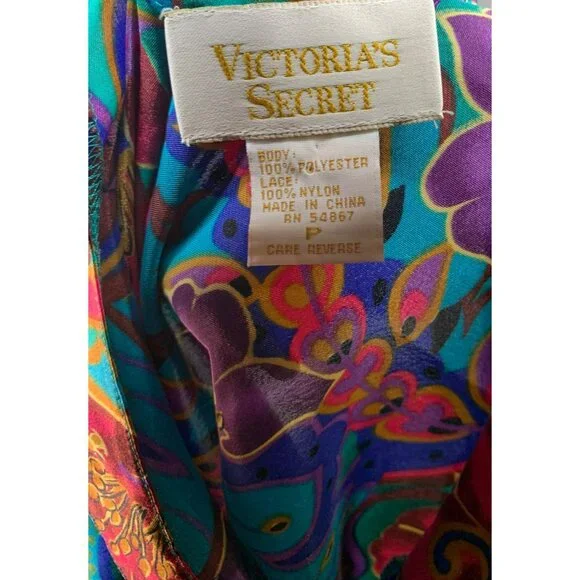 VICTORIA'S
SECRET
BODY:
100% POLYESTER
LACE:
100% NYLON
MADE IN CHINA
RN 54867
P
CARE REVERSE